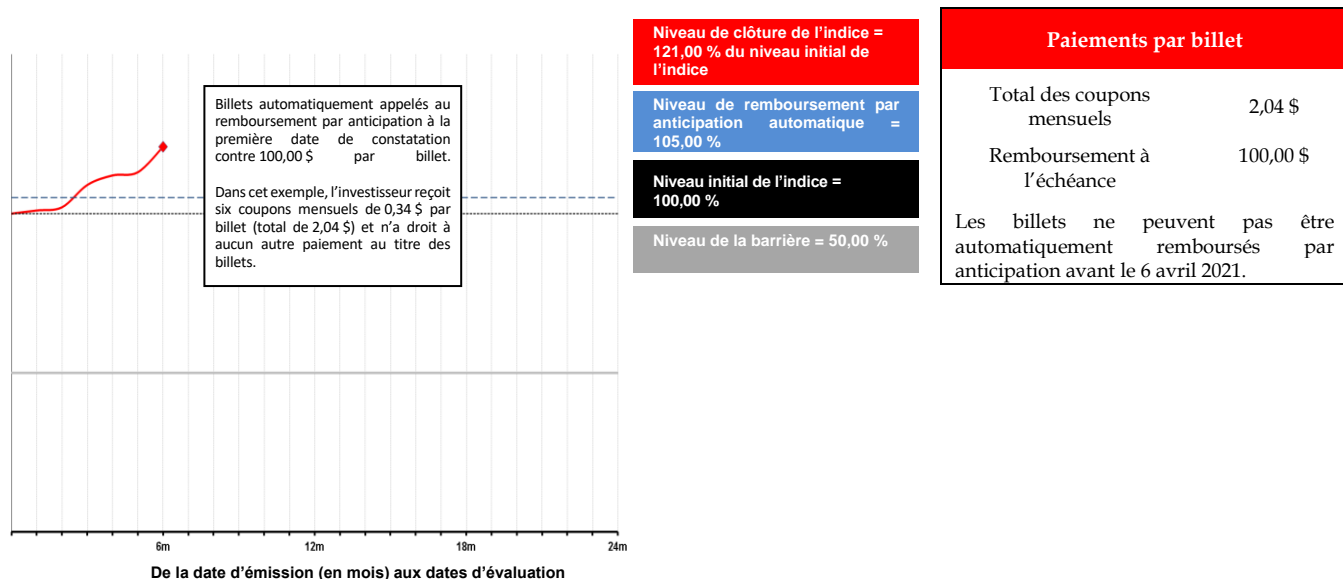 Billets automatiquement appelés au
remboursement par anticipation à la
première date de constatation
contre 100,00 $ par billet.
Dans cet exemple, l'investisseur reçoit
six coupons mensuels de 0,34 $ par
billet (total de 2,04 $) et n'a droit à
aucun autre paiement au titre des
billets.
6m
12m
18m
24m
De la date d'émission (en mois) aux dates d'évaluation
Niveau de clôture de l'indice =
121,00 % du niveau initial de
l'indice
Niveau de remboursement par
anticipation automatique =
105,00 %
Niveau initial de l'indice =
100,00 %
Niveau de la barrière = 50,00 %
Paiements par billet
Total des coupons
mensuels
2,04 $
Remboursement à
l'échéance
100,00 $
Les billets ne peuvent pas être
automatiquement remboursés par
anticipation avant le 6 avril 2021.